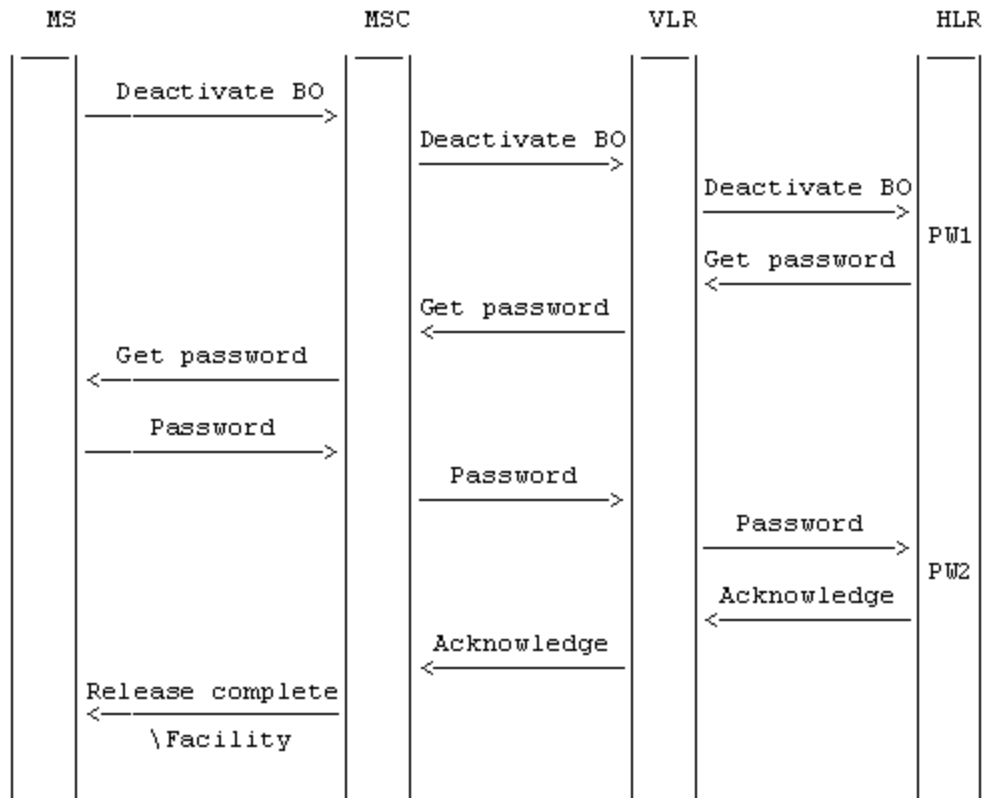 MS MSC VLR HLR
Deactivate BO
Deactivate BO
Deactivate BO
PW1
Get password
Get password
Get password
Password
Password
Password
PW2
Acknowledge
Acknowledge
Release complete
\Facility